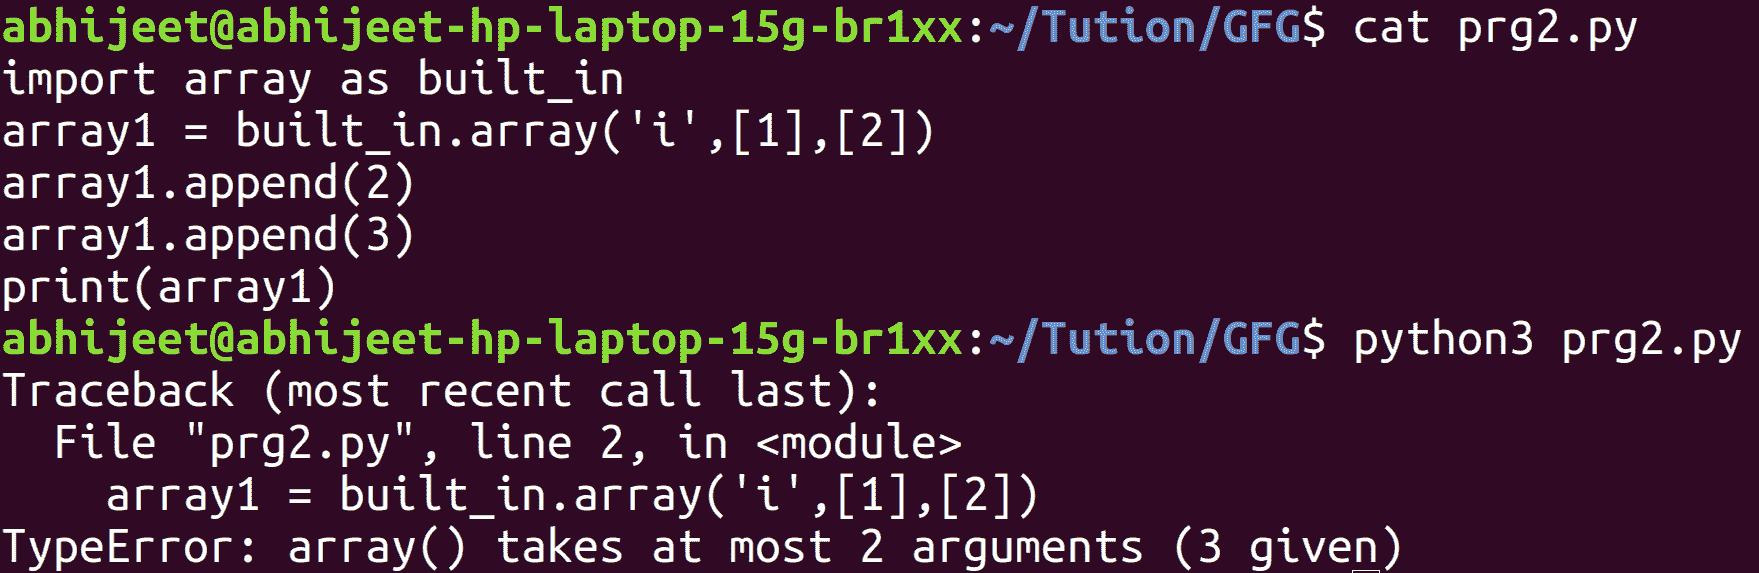 abhijeet@abhijeet-hp-laptop-15g-br1xx:~/Tution/GFG$ cat prg2.py
import array as built_in
array1 = built_in.array('i',[1],[2])
array1.append(2)
array1.append(3)
print(array1)
abhijeet@abhijeet-hp-laptop-15g-br1xx:~/Tution/GFG$ python3 prg2.py
Traceback (most recent call last):
  File "prg2.py", line 2, in <module>
    array1 = built_in.array('i',[1],[2])
TypeError: array() takes at most 2 arguments (3 given)